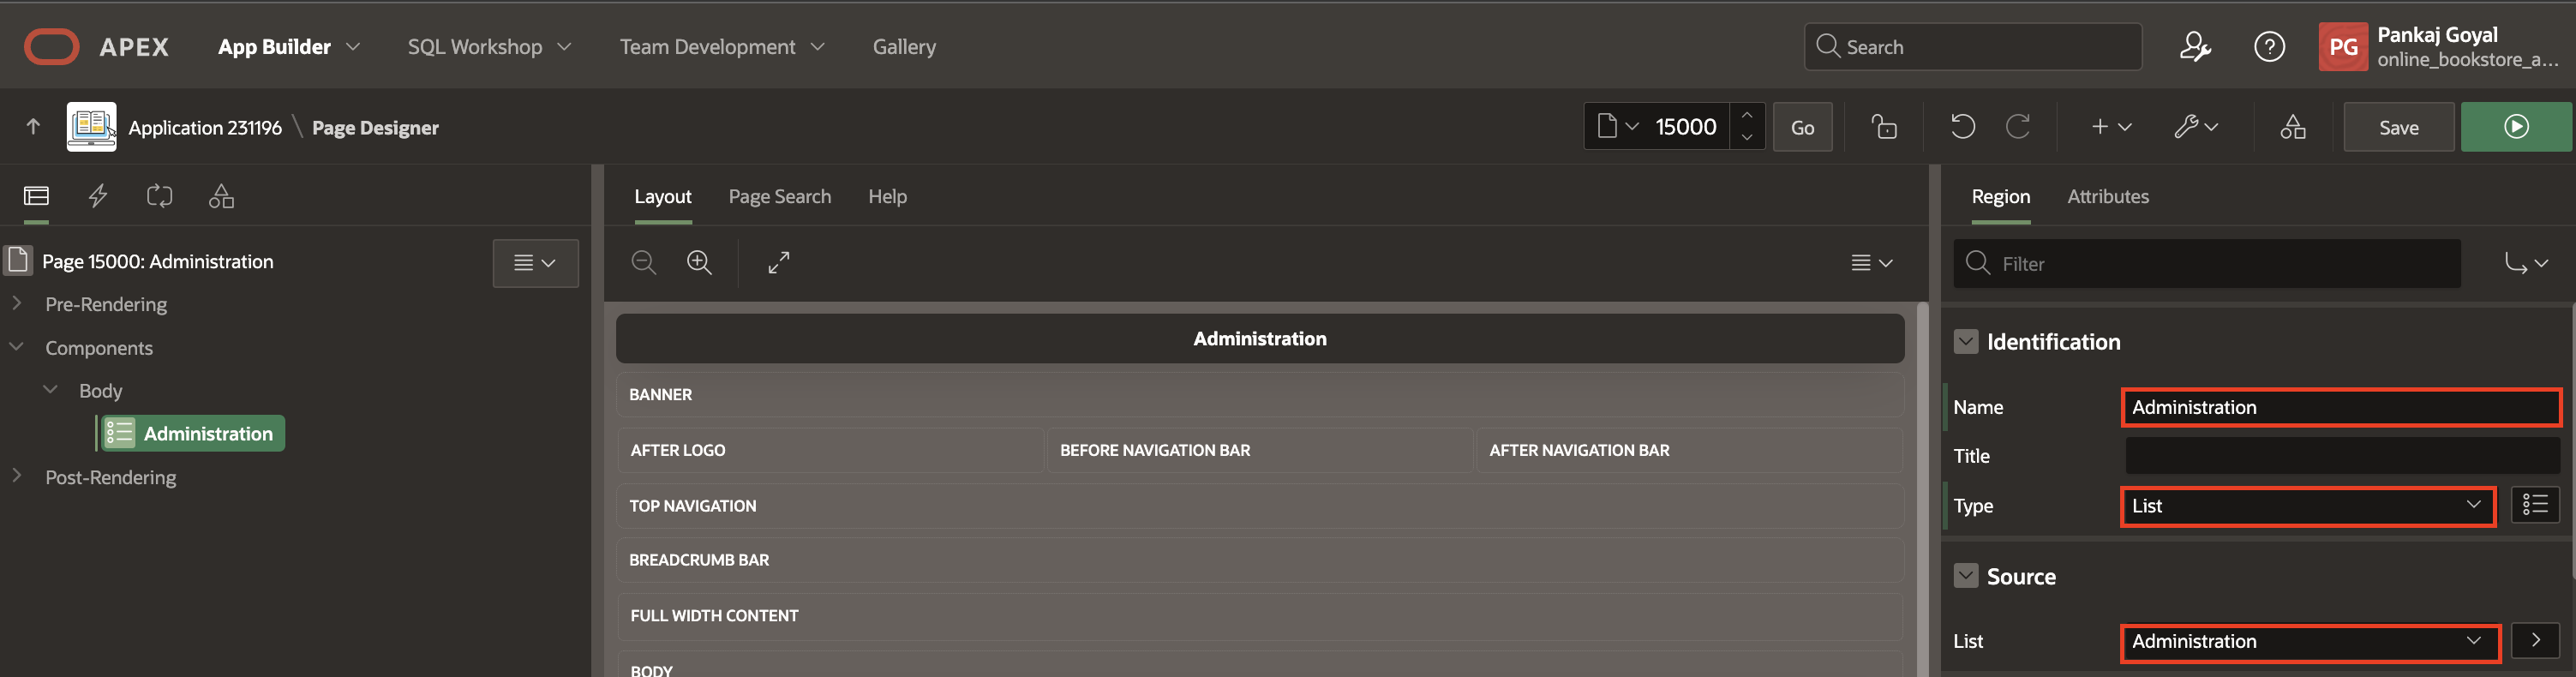 APEX App Builder SQL Workshop Team Development Gallery Search ? PG Pankaj Goyal
online_bookstore_a...
Application 231196 \ Page Designer 15000 Go Save
Layout Page Search Help
Region Attributes
Page 15000: Administration
Filter
Pre-Rendering
Components
Body
Administration
Post-Rendering
Administration
BANNER
AFTER LOGO BEFORE NAVIGATION BAR AFTER NAVIGATION BAR
TOP NAVIGATION
BREADCRUMB BAR
FULL WIDTH CONTENT
BODY
Identification
Name Administration
Title
Type List
Source
List Administration